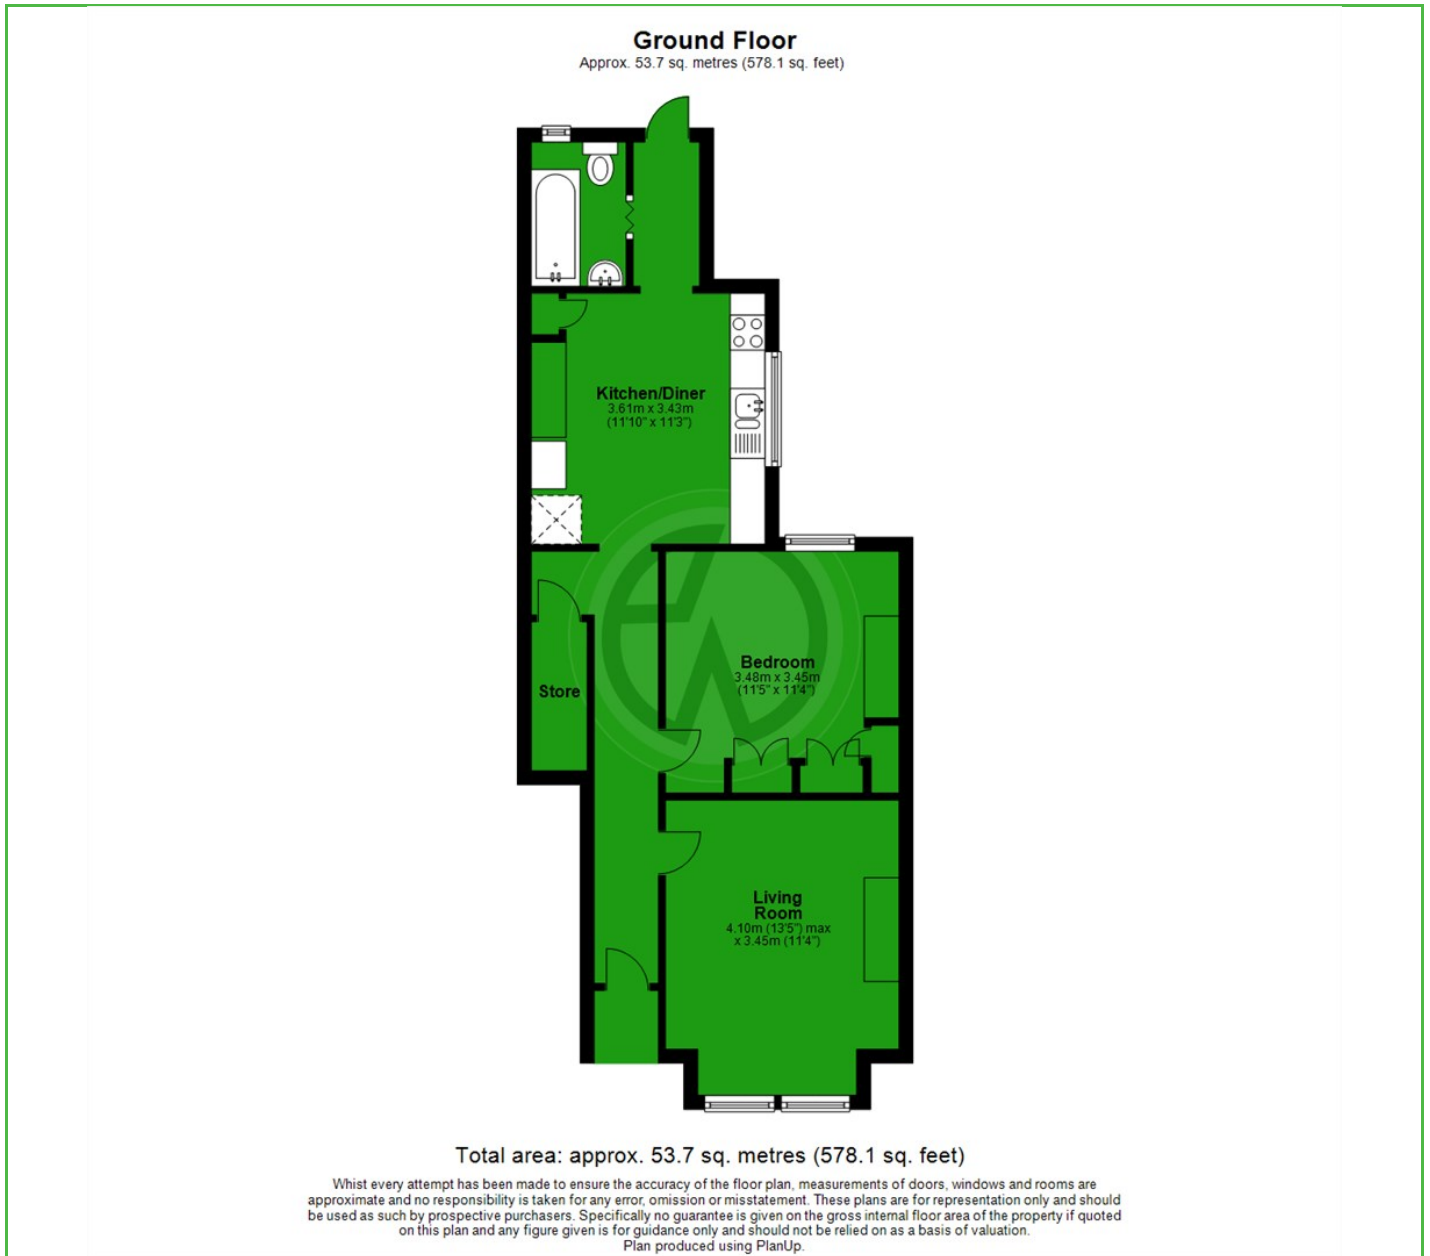 Ground Floor
Approx. 53.7 sq. metres (578.1 sq. feet)
Kitchen/Diner
3.61m x 3.43m
(11'10" x 11'3")
Bedroom
3.48m x 3.45m
(11'5" x 11'4")
Store
Living
Room
4.10m (13'5") max
x 3.45m (11'4")
Total area: approx. 53.7 sq. metres (578.1 sq. feet)
Whist every attempt has been made to ensure the accuracy of the floor plan, measurements of doors, windows and rooms are
approximate and no responsibility is taken for any error, omission or misstatement. These plans are for representation only and should
be used as such by prospective purchasers. Specifically no guarantee is given on the gross internal floor area of the property if quoted
on this plan and any figure given is for guidance only and should not be relied on as a basis of valuation.
Plan produced using PlanUp.